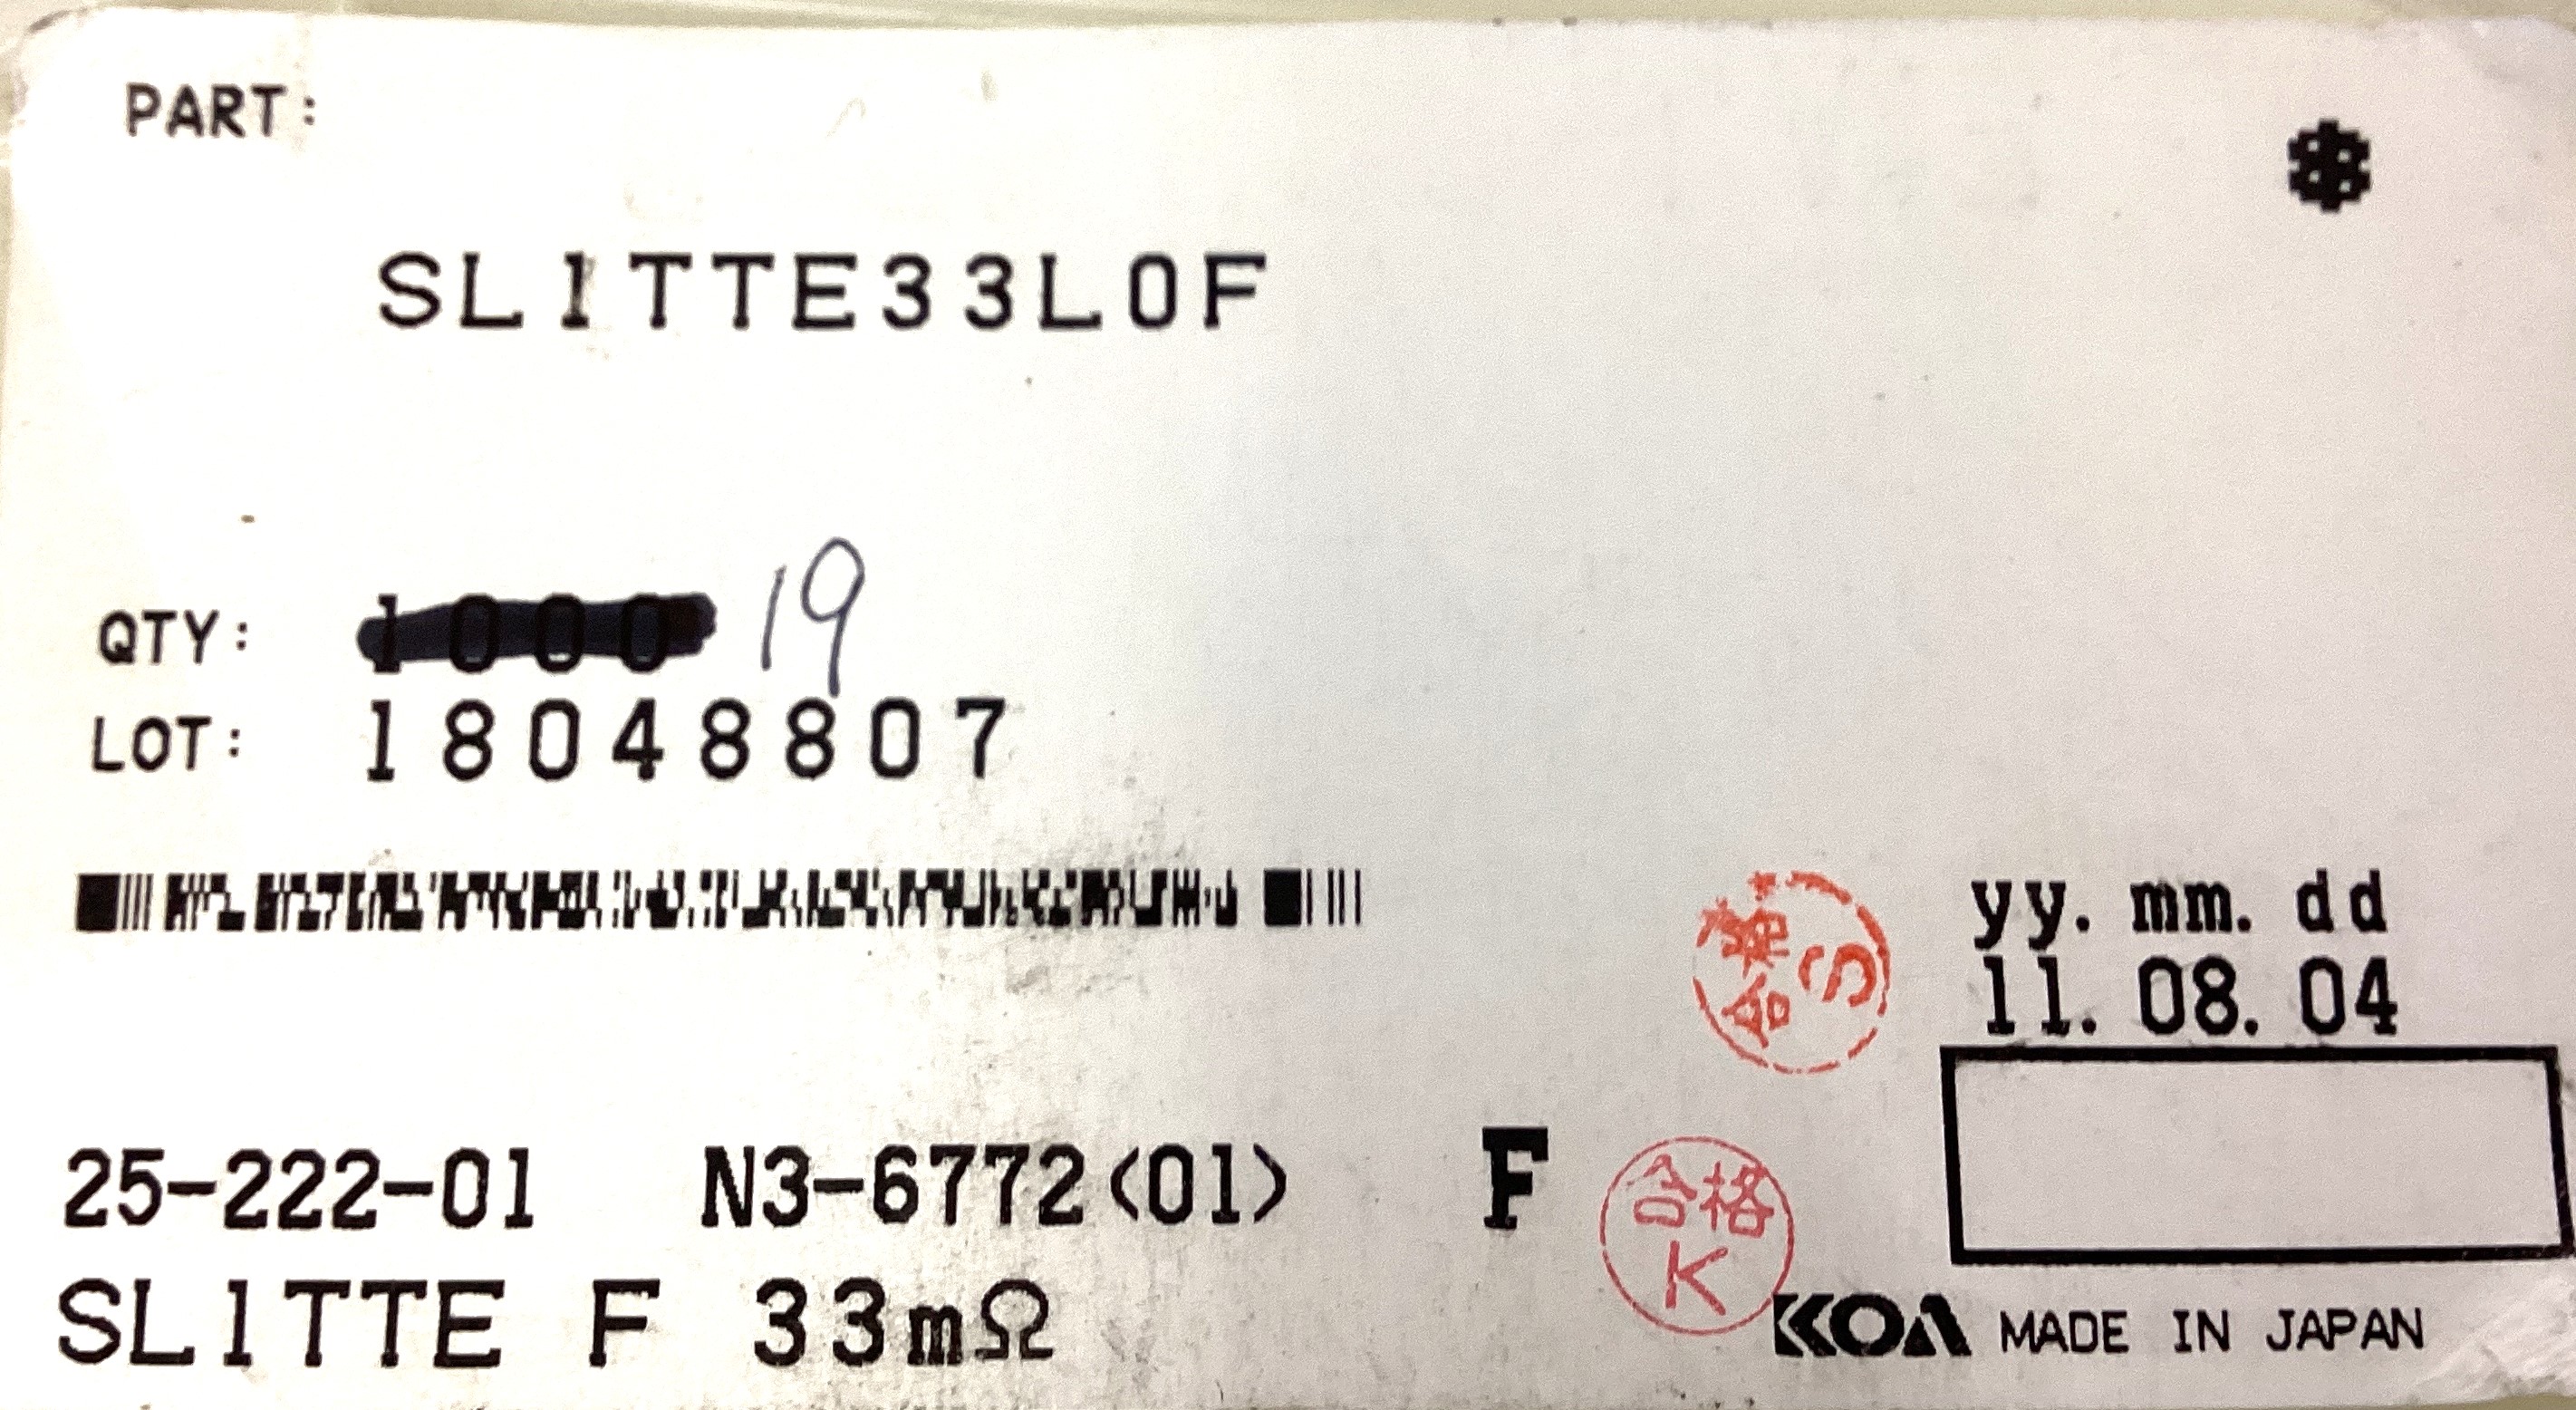 PART:
*
SL1TTE33L0F
QTY: 1000 19
LOT: 18048807
yy. mm. dd
11. 08. 04
S
25-222-01 N3-6772(01) F
合格
K
SL1TTE F 33mΩ
KOA MADE IN JAPAN